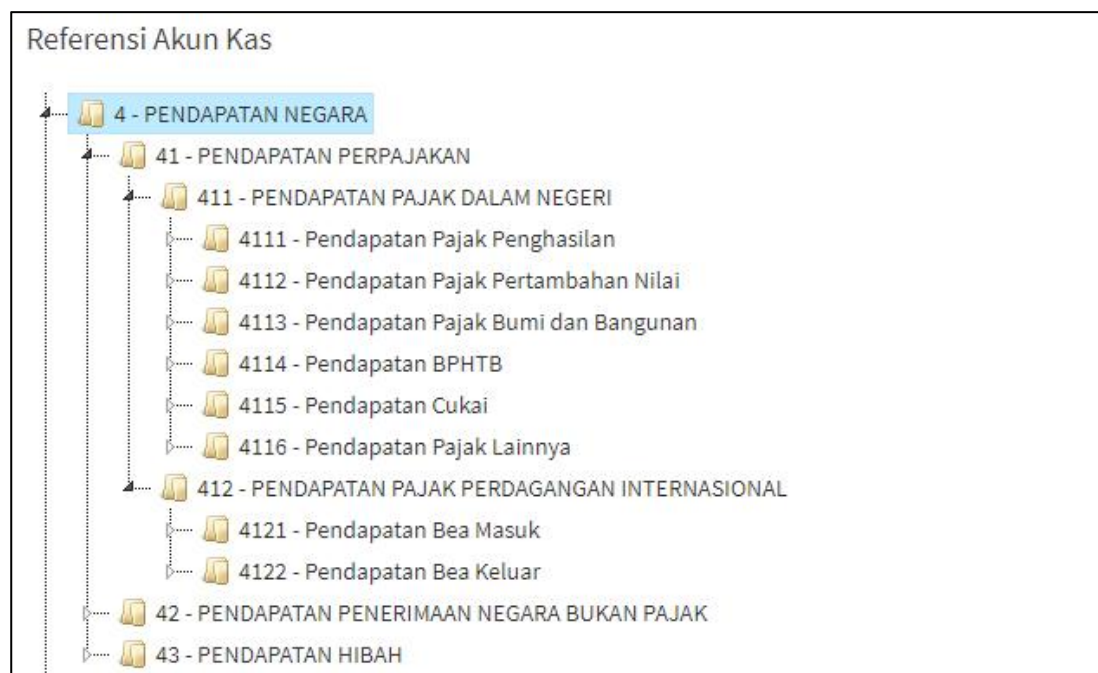 Referensi Akun Kas
4 - PENDAPATAN NEGARA
41 - PENDAPATAN PERPAJAKAN
411 - PENDAPATAN PAJAK DALAM NEGERI
4111 - Pendapatan Pajak Penghasilan
4112 - Pendapatan Pajak Pertambahan Nilai
4113 - Pendapatan Pajak Bumi dan Bangunan
4114 - Pendapatan BPHTB
4115 - Pendapatan Cukai
4116 - Pendapatan Pajak Lainnya
412 - PENDAPATAN PAJAK PERDAGANGAN INTERNASIONAL
4121 - Pendapatan Bea Masuk
4122 - Pendapatan Bea Keluar
42 - PENDAPATAN PENERIMAAN NEGARA BUKAN PAJAK
43 - PENDAPATAN HIBAH